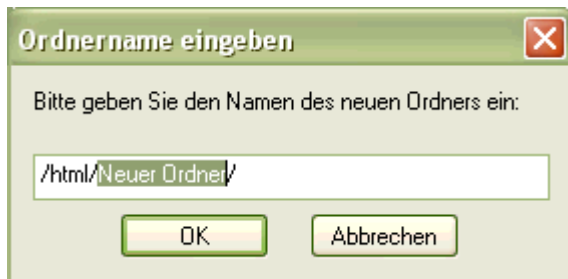 Ordnername eingeben
Bitte geben Sie den Namen des neuen Ordners ein:
/html/Neuer Ordner/
OK Abbrechen